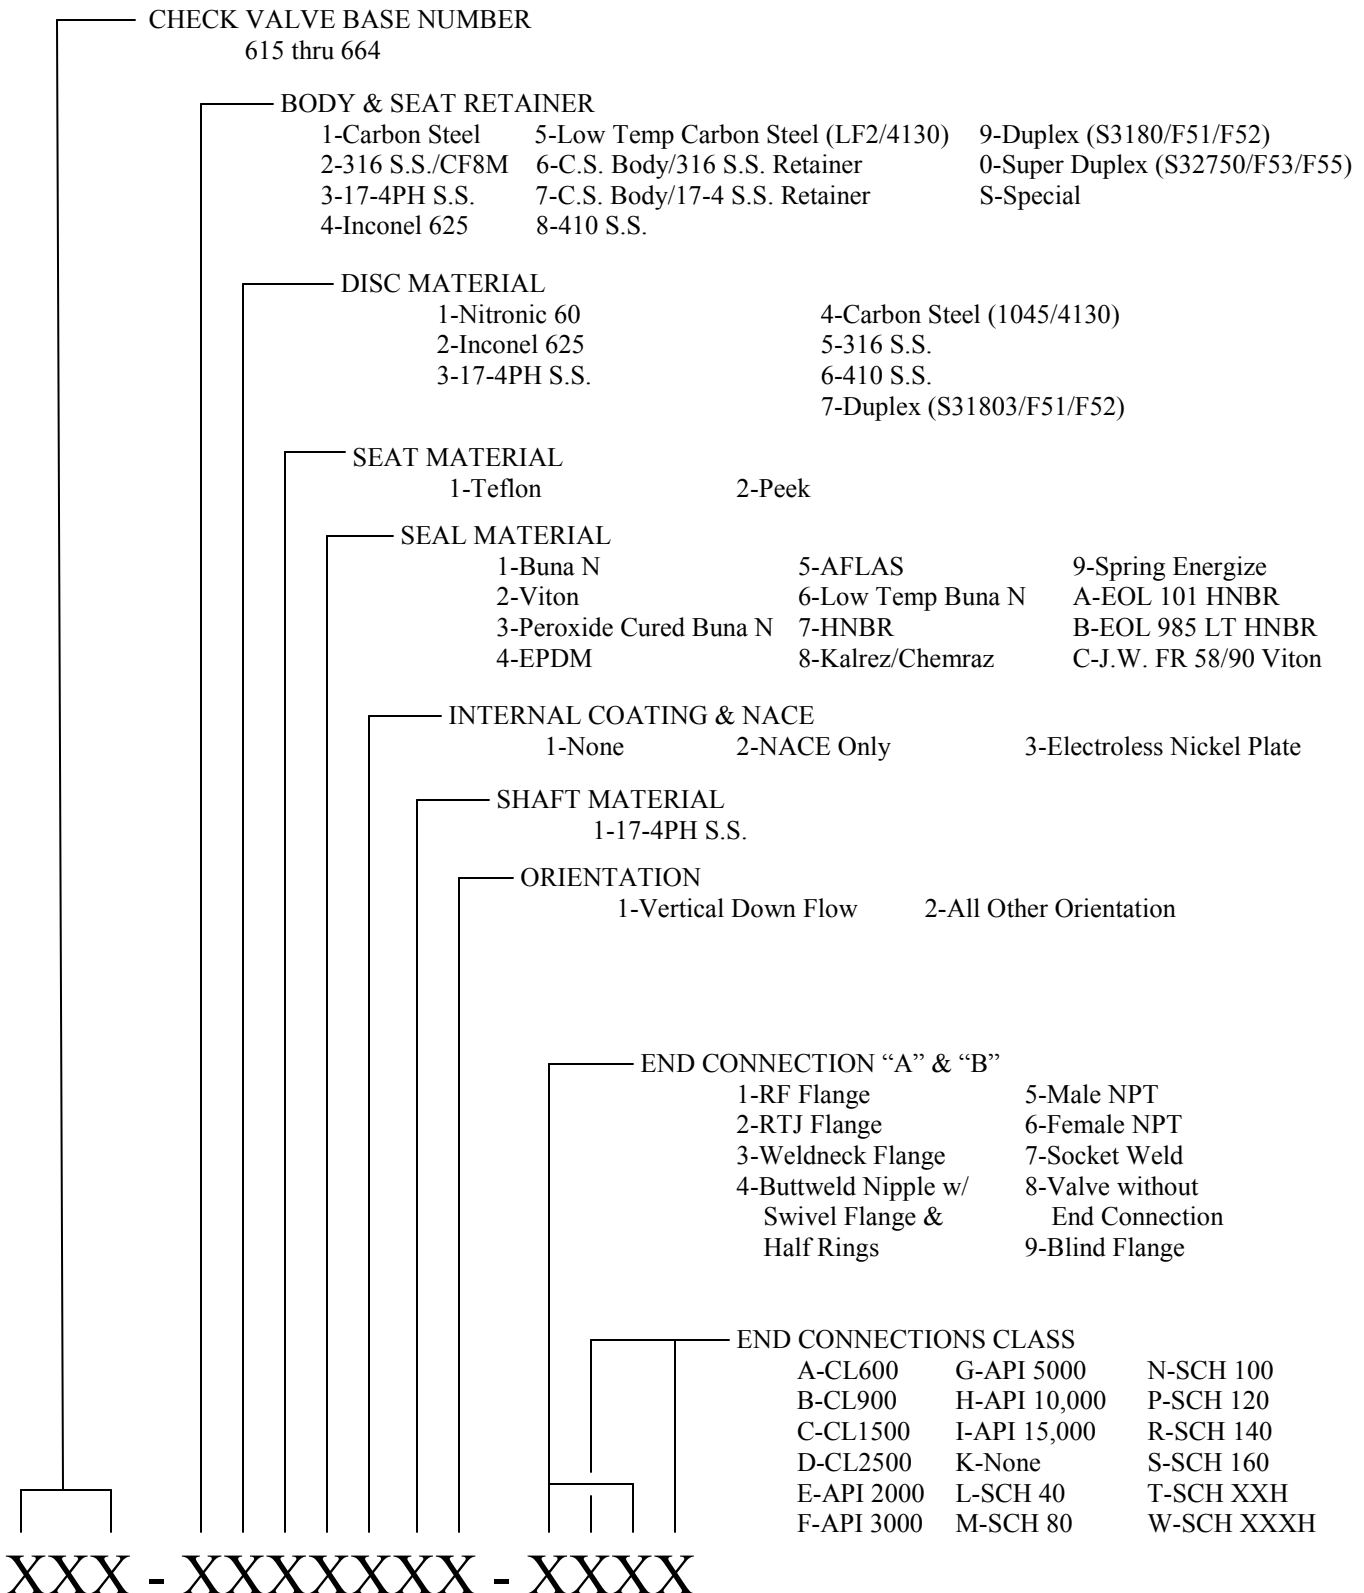 CHECK VALVE BASE NUMBER
615 thru 664
BODY & SEAT RETAINER
1-Carbon Steel 5-Low Temp Carbon Steel (LF2/4130) 9-Duplex (S3180/F51/F52)
2-316 S.S./CF8M 6-C.S. Body/316 S.S. Retainer 0-Super Duplex (S32750/F53/F55)
3-17-4PH S.S. 7-C.S. Body/17-4 S.S. Retainer S-Special
4-Inconel 625 8-410 S.S.
DISC MATERIAL
1-Nitronic 60 4-Carbon Steel (1045/4130)
2-Inconel 625 5-316 S.S.
3-17-4PH S.S. 6-410 S.S.
7-Duplex (S31803/F51/F52)
SEAT MATERIAL
1-Teflon 2-Peek
SEAL MATERIAL
1-Buna N 5-AFLAS 9-Spring Energize
2-Viton 6-Low Temp Buna N A-EOL 101 HNBR
3-Peroxide Cured Buna N 7-HNBR B-EOL 985 LT HNBR
4-EPDM 8-Kalrez/Chemraz C-J.W. FR 58/90 Viton
INTERNAL COATING & NACE
1-None 2-NACE Only 3-Electroless Nickel Plate
SHAFT MATERIAL
1-17-4PH S.S.
ORIENTATION
1-Vertical Down Flow 2-All Other Orientation
END CONNECTION “A” & “B”
1-RF Flange 5-Male NPT
2-RTJ Flange 6-Female NPT
3-Weldneck Flange 7-Socket Weld
4-Buttweld Nipple w/ 8-Valve without
Swivel Flange & End Connection
Half Rings 9-Blind Flange
END CONNECTIONS CLASS
A-CL600 G-API 5000 N-SCH 100
B-CL900 H-API 10,000 P-SCH 120
C-CL1500 I-API 15,000 R-SCH 140
D-CL2500 K-None S-SCH 160
E-API 2000 L-SCH 40 T-SCH XXH
F-API 3000 M-SCH 80 W-SCH XXXH
XXX - XXXXXXX - XXXX